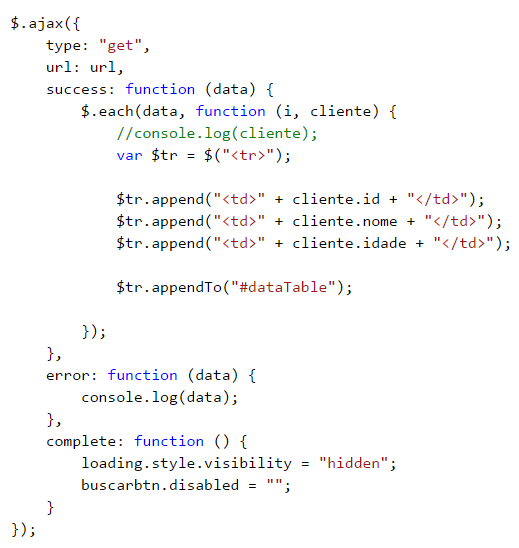 $.ajax({
    type: "get",
    url: url,
    success: function (data) {
        $.each(data, function (i, cliente) {
            //console.log(cliente);
            var $tr = $("<tr>");

            $tr.append("<td>" + cliente.id + "</td>");
            $tr.append("<td>" + cliente.nome + "</td>");
            $tr.append("<td>" + cliente.idade + "</td>");

            $tr.appendTo("#dataTable");

        });
    },
    error: function (data) {
        console.log(data);
    },
    complete: function () {
        loading.style.visibility = "hidden";
        buscarbtn.disabled = "";
    }
});